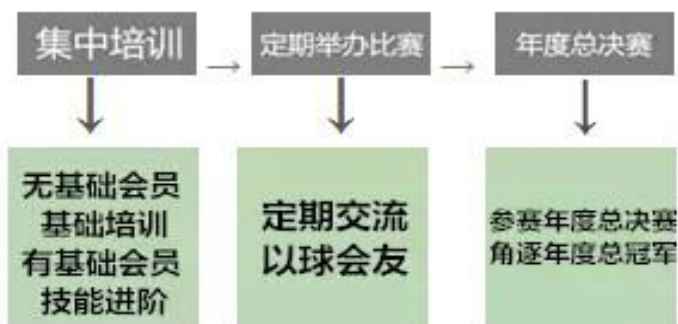 集中培训
定期举办比赛
年度总决赛
无基础会员
基础培训
有基础会员
技能进阶
定期交流
以球会友
参赛年度总决赛
角逐年度总冠军